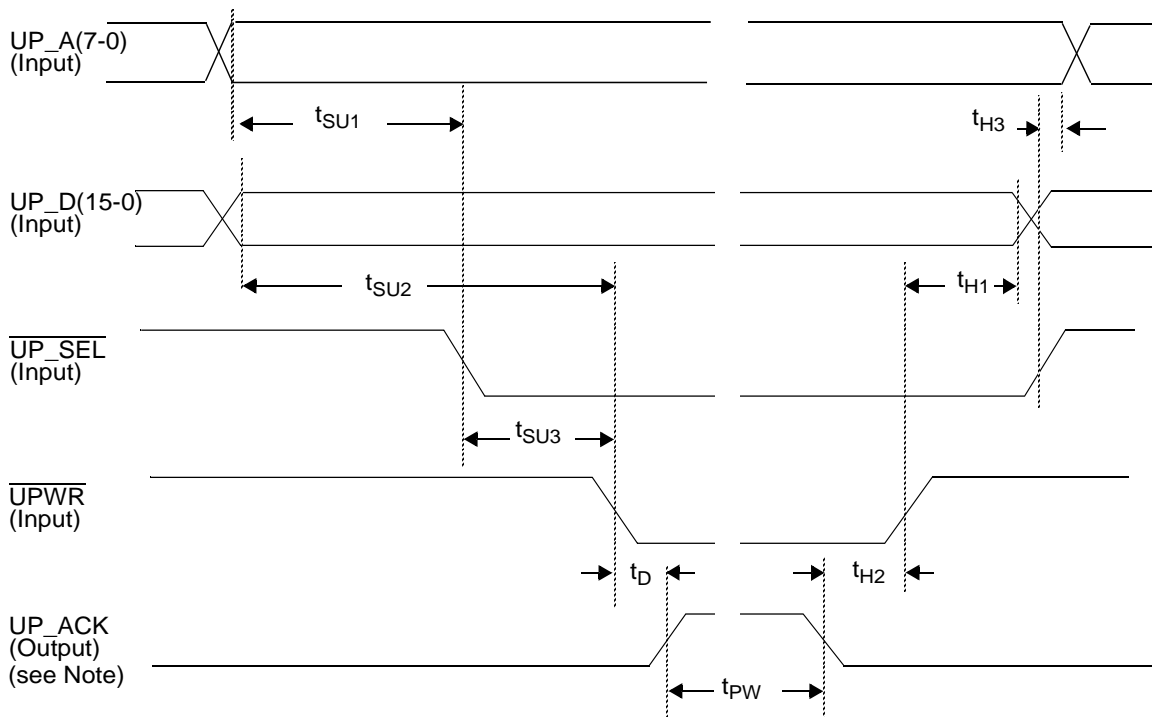 UP_A(7-0)
(Input)
tSU1
tH3
UP_D(15-0)
(Input)
tSU2
tH1
UP_SEL
(Input)
tSU3
UPWR
(Input)
tD
tH2
UP_ACK
(Output)
(see Note)
tPW